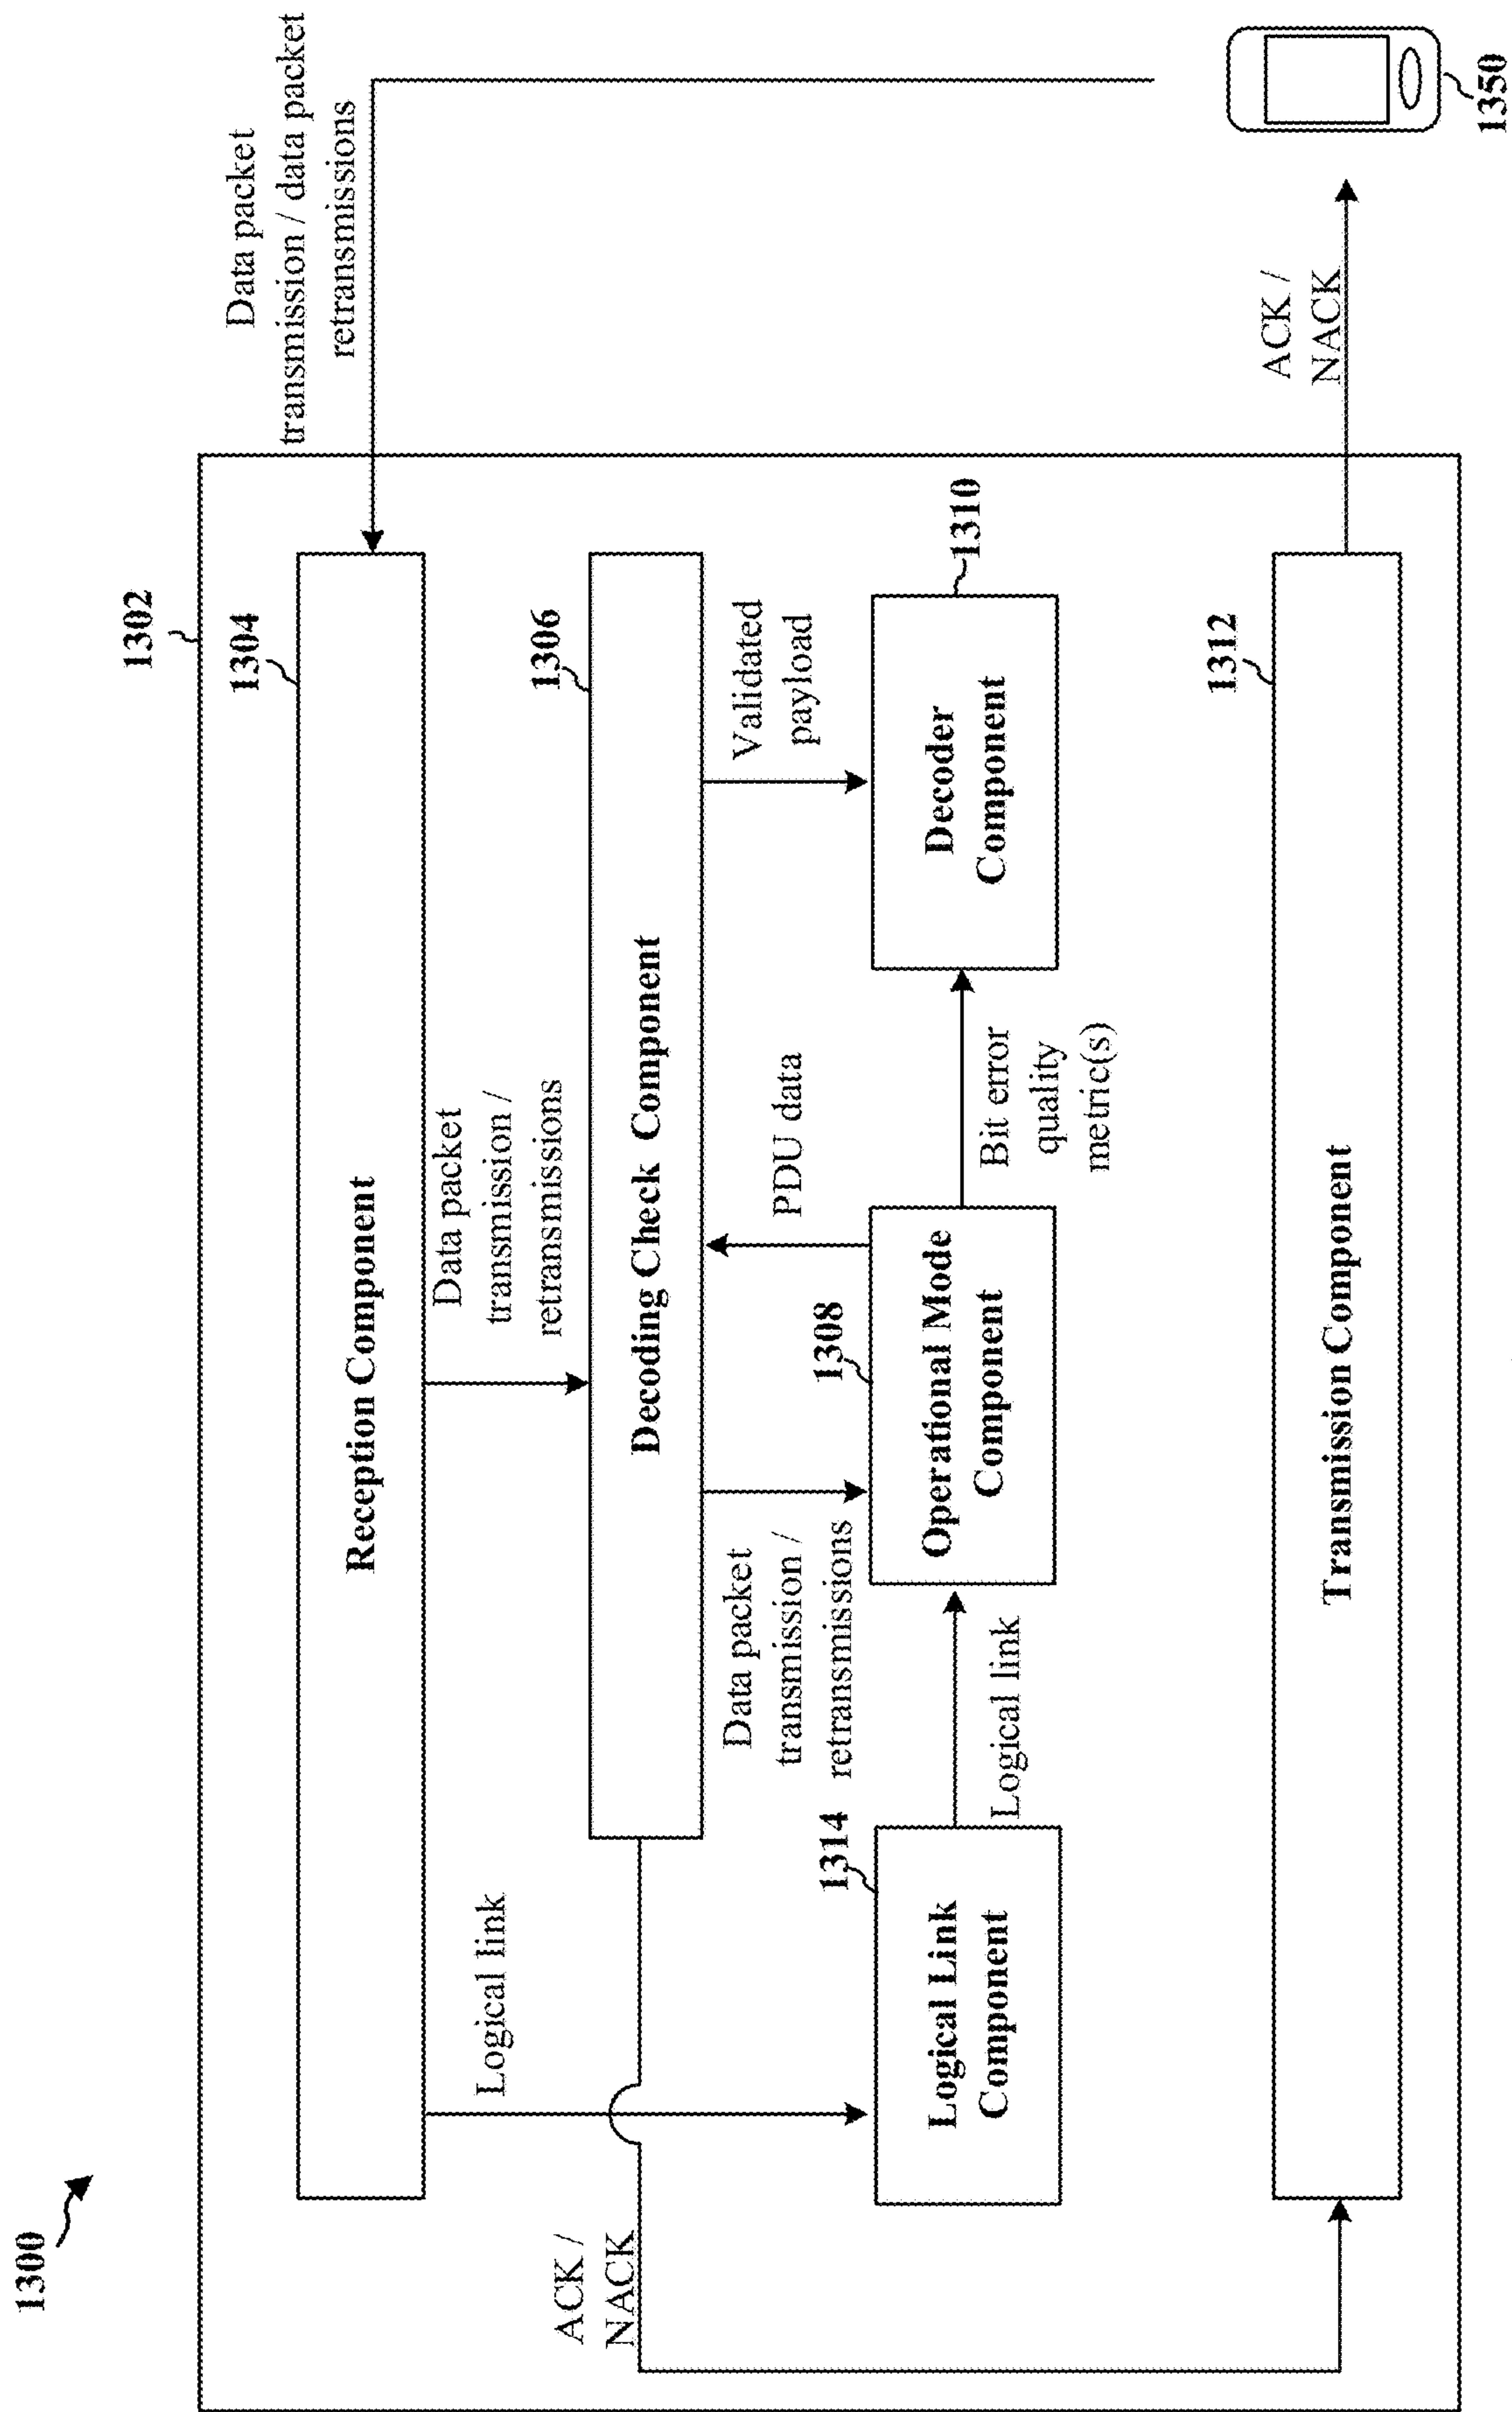 1300
1302
Data packet
transmission / data packet
retransmissions
1304
Reception Component
Logical link
Data packet
transmission /
retransmissions
1306
Decoding Check Component
ACK /
NACK
Data packet
transmission /
retransmissions
PDU data
Validated
payload
1314
Logical Link
Component
Logical link
1308
Operational Mode
Component
Bit error
quality
metric(s)
1310
Decoder
Component
1312
Transmission Component
ACK /
NACK
1350